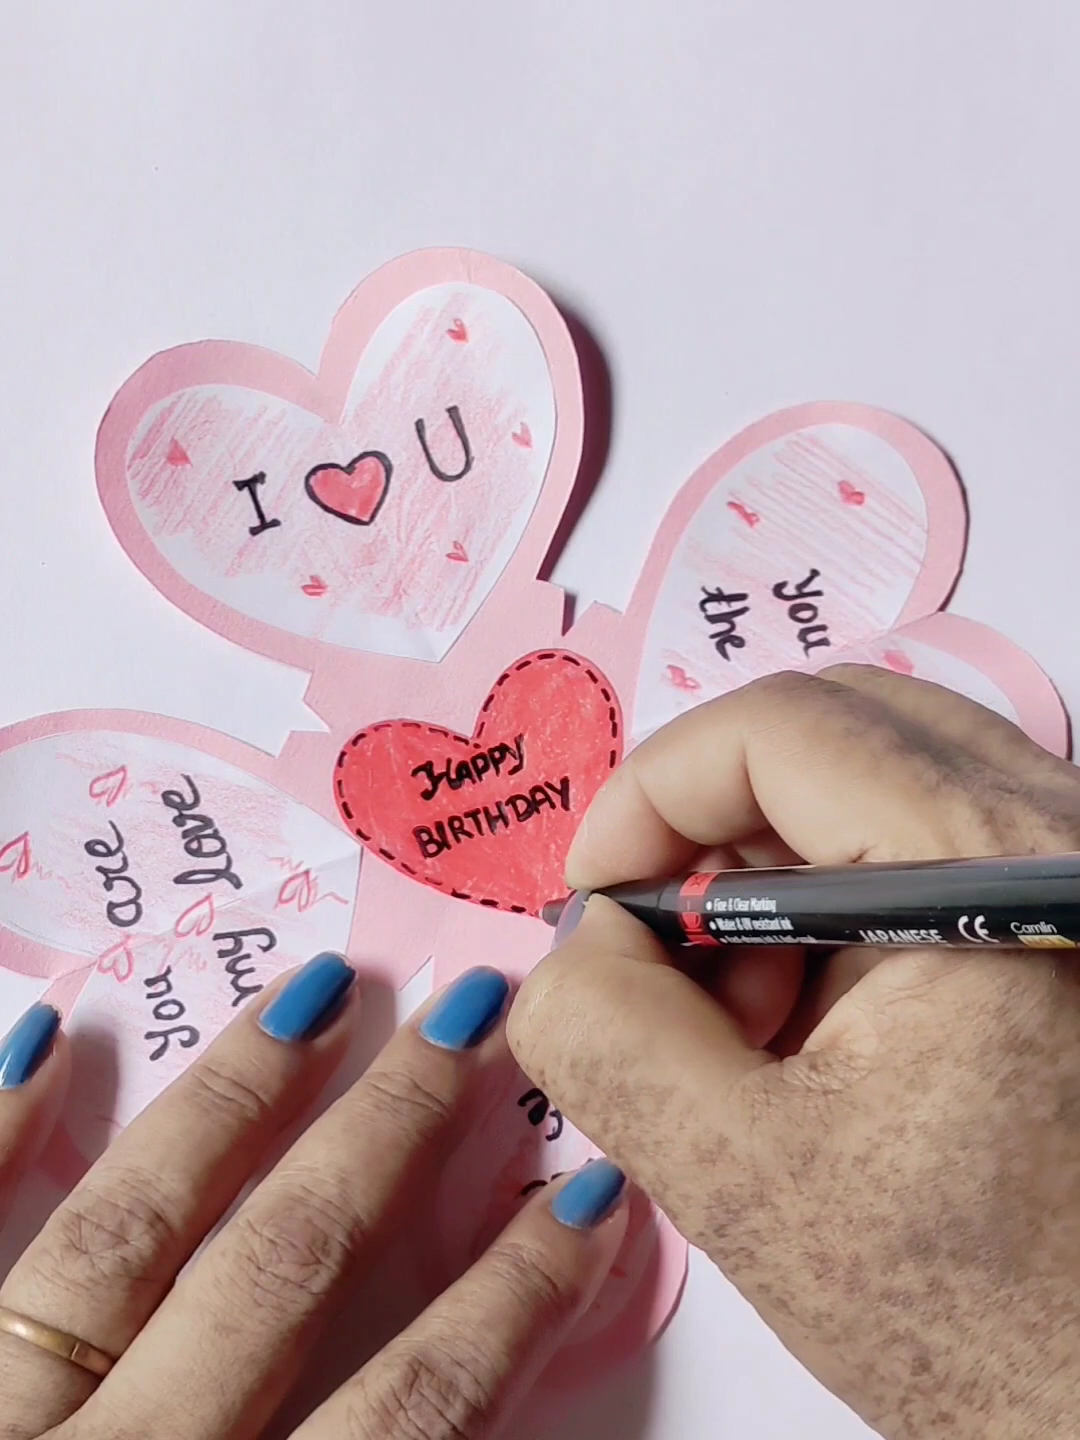 I ❤ U
you
the
HAPPY
BIRTHDAY
You are
my love
• Fine & Clear Marking
• Water & UV resistant ink
JAPANESE CE Camlin